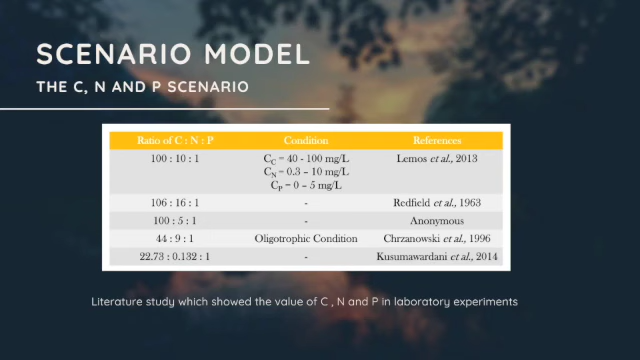 SCENARIO MODEL
THE C, N AND P SCENARIO
Ratio of C : N : P Condition References
100 : 10 : 1 C_C = 40 - 100 mg/L Lemos et al., 2013
C_N = 0.3 – 10 mg/L
C_P = 0 – 5 mg/L
106 : 16 : 1 - Redfield et al., 1963
100 : 5 : 1 - Anonymous
44 : 9 : 1 Oligotrophic Condition Chrzanowski et al., 1996
22.73 : 0.132 : 1 - Kusumawardani et al., 2014
Literature study which showed the value of C , N and P in laboratory experiments